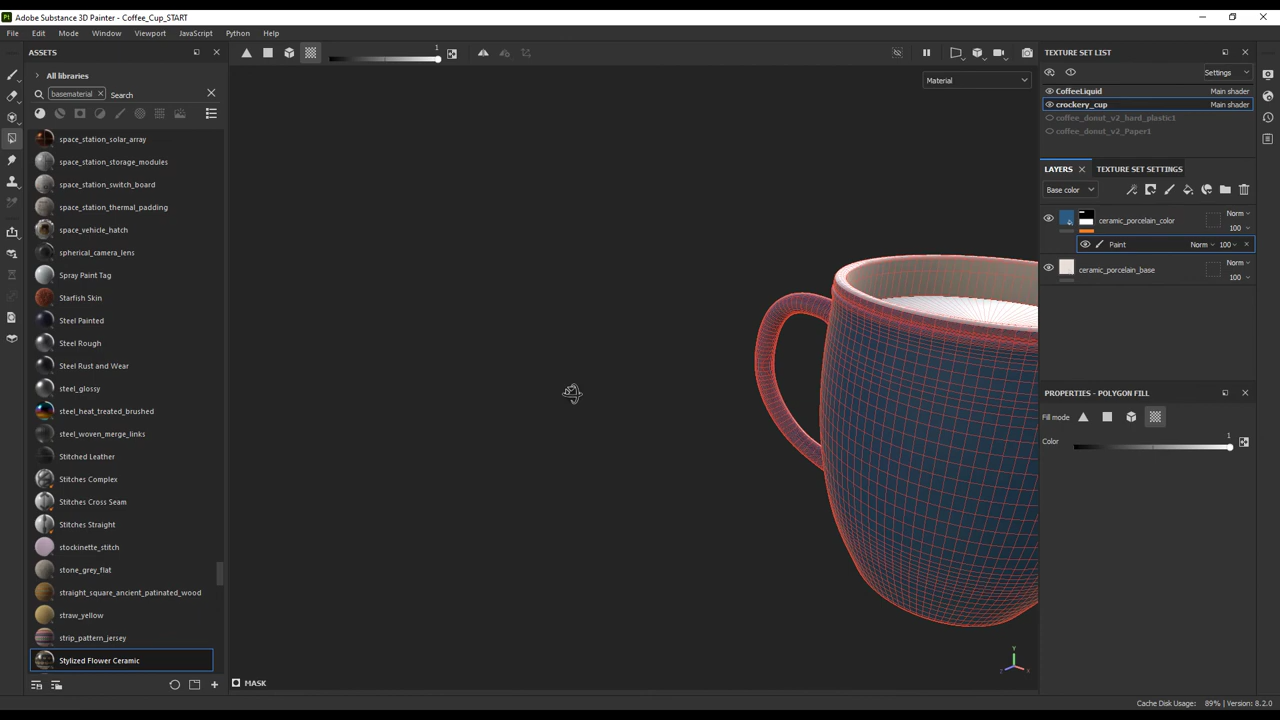 Adobe Substance 3D Painter - Coffee_Cup_START
File Edit Mode Window Viewport JavaScript Python Help
ASSETS
All libraries
basematerial Search
space_station_solar_array
space_station_storage_modules
space_station_switch_board
space_station_thermal_padding
space_vehicle_hatch
spherical_camera_lens
Spray Paint Tag
Starfish Skin
Steel Painted
Steel Rough
Steel Rust and Wear
steel_glossy
steel_heat_treated_brushed
steel_woven_merge_links
Stitched Leather
Stitches Complex
Stitches Cross Seam
Stitches Straight
stockinette_stitch
stone_grey_flat
straight_square_ancient_patinated_wood
straw_yellow
strip_pattern_jersey
Stylized Flower Ceramic
1
Material
MASK
Y
X
Z
TEXTURE SET LIST
Settings
CoffeeLiquid Main shader
crockery_cup Main shader
coffee_donut_v2_hard_plastic1
coffee_donut_v2_Paper1
LAYERS TEXTURE SET SETTINGS
Base color
ceramic_porcelain_color Norm
100
Paint Norm 100
ceramic_porcelain_base Norm
100
PROPERTIES - POLYGON FILL
Fill mode
Color 1
Cache Disk Usage: 89% | Version: 8.2.0